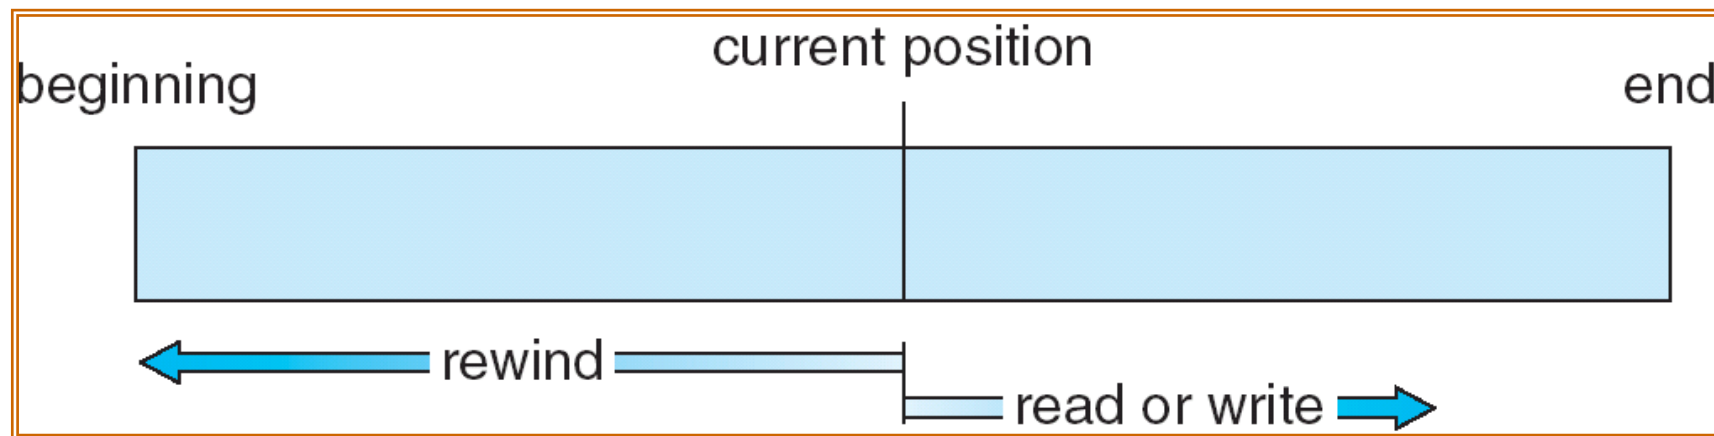 current position
beginning
end
rewind
read or write